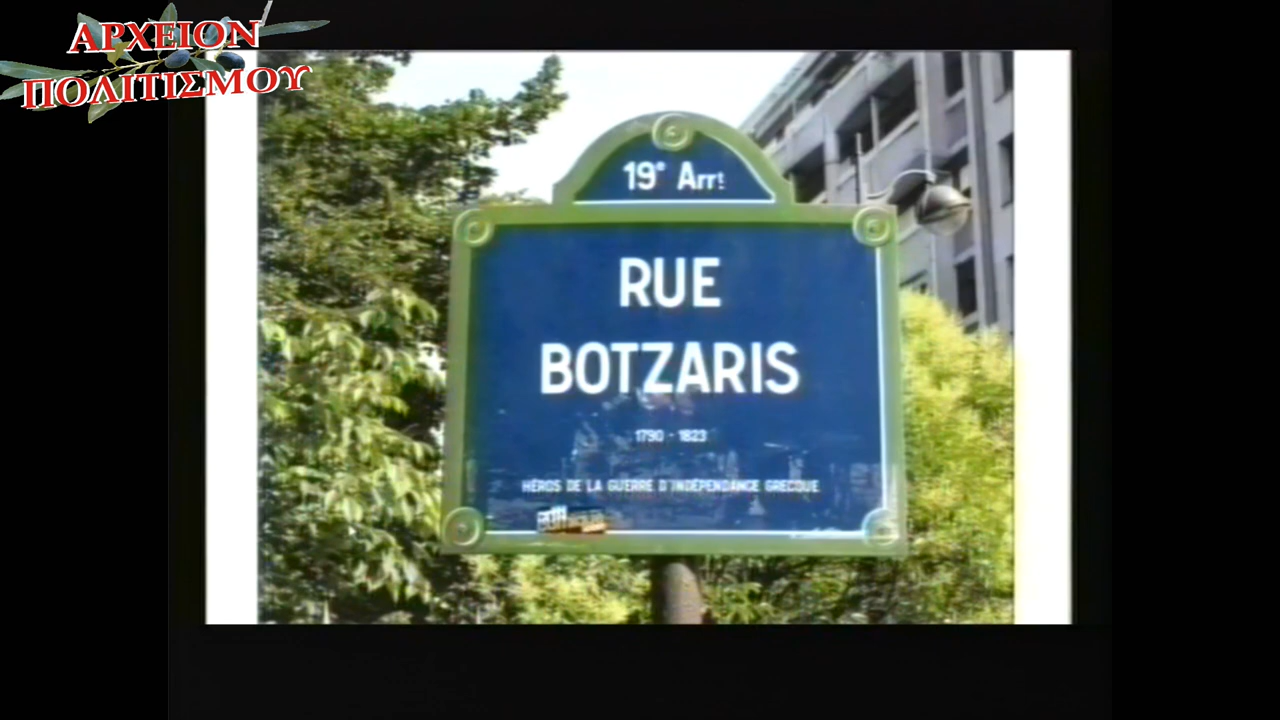 ΑΡΧΕΙΟΝ
ΠΟΛΙΤΙΣΜΟΥ
19e Arrt
RUE
BOTZARIS
1790 - 1823
HÉROS DE LA GUERRE D'INDÉPENDANCE GRECQUE